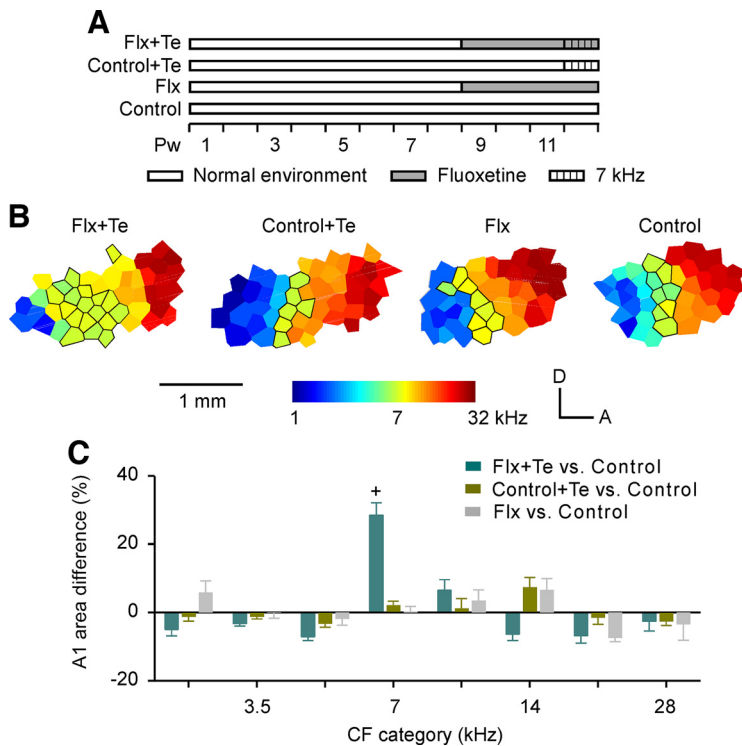 A
Flx+Te
Control+Te
Flx
Control
Pw 1 3 5 7 9 11
Normal environment Fluoxetine 7 kHz
B
Flx+Te Control+Te Flx Control
1 mm
1 7 32 kHz
D
A
C
Flx+Te vs. Control
Control+Te vs. Control
Flx vs. Control
A1 area difference (%)
40
20
0
-20
+
3.5 7 14 28
CF category (kHz)